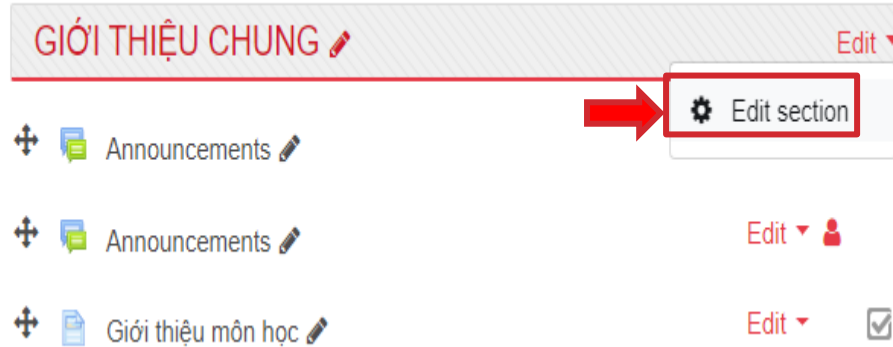 GIỚI THIỆU CHUNG Edit
Edit section
Announcements
Announcements Edit
Giới thiệu môn học Edit